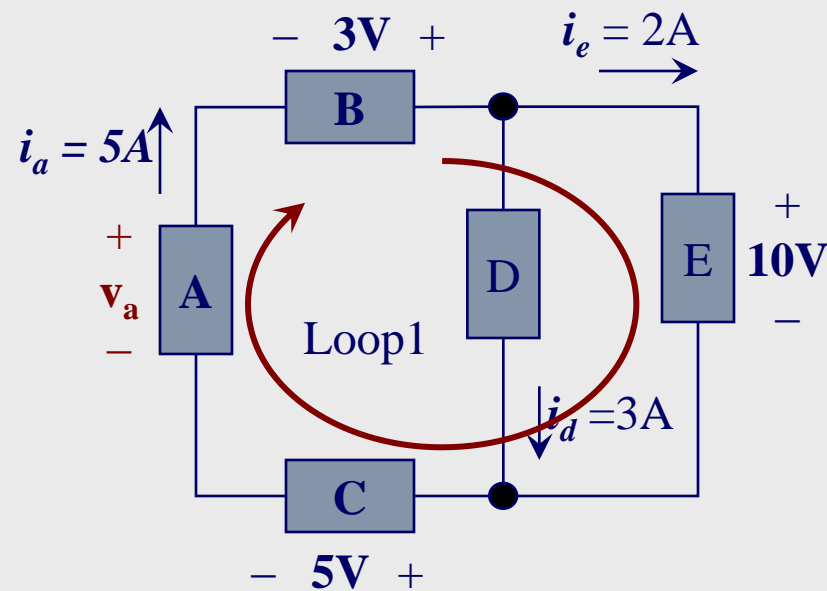 − 3V +
i_e = 2A
B
i_a = 5A
+
v_a
−
A
D
E
+
10V
−
Loop1
i_d =3A
C
− 5V +